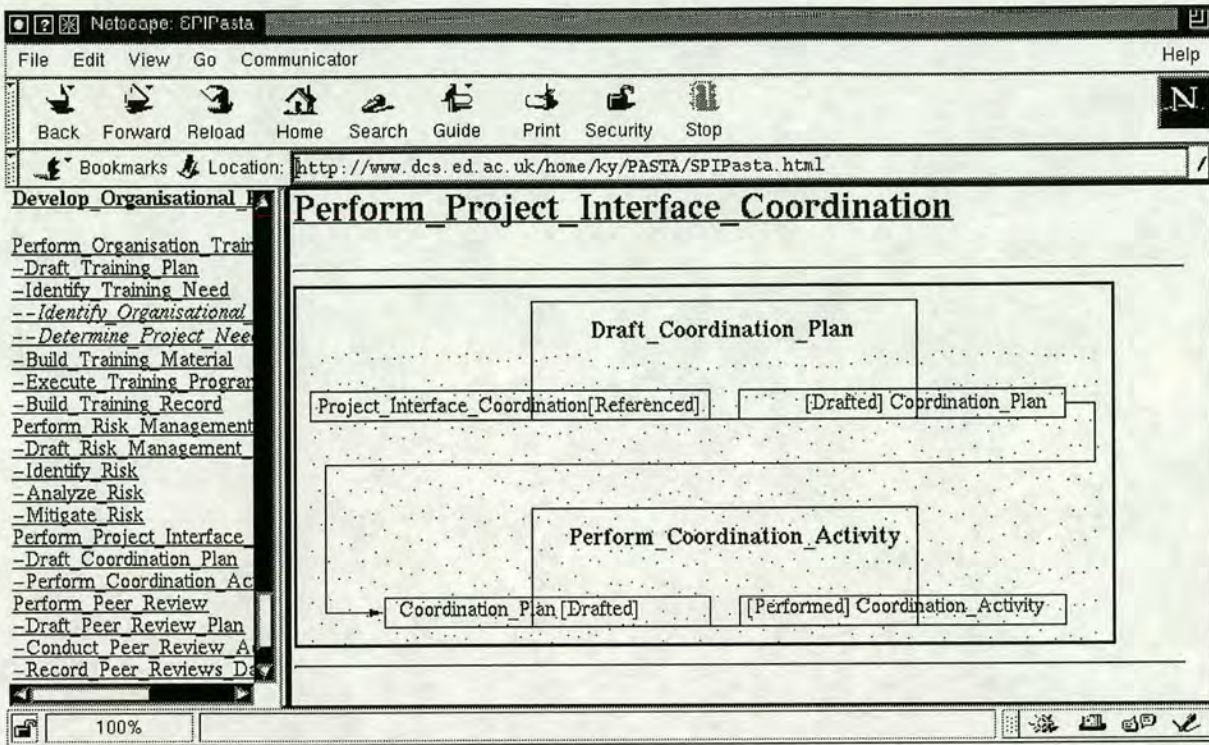 Netscape: SPIPasta
File Edit View Go Communicator Help
Back Forward Reload Home Search Guide Print Security Stop
N
Bookmarks Location: http://www.dcs.ed.ac.uk/home/ky/PASTA/SPIPasta.html
Develop_Organisational_
Perform_Organisation_Train
-Draft_Training_Plan
-Identify_Training_Need
--Identify_Organisational_
--Determine_Project_Nee
-Build_Training_Material
-Execute_Training_Program
-Build_Training_Record
Perform_Risk_Management
-Draft_Risk_Management_
-Identify_Risk
-Analyze_Risk
-Mitigate_Risk
Perform_Project_Interface_
-Draft_Coordination_Plan
-Perform_Coordination_Ac
Perform_Peer_Review
-Draft_Peer_Review_Plan
-Conduct_Peer_Review_A
-Record_Peer_Reviews_Da
Perform_Project_Interface_Coordination
Draft_Coordination_Plan
Project_Interface_Coordination[Referenced]
[Drafted] Coordination_Plan
Perform_Coordination_Activity
Coordination_Plan [Drafted]
[Performed] Coordination_Activity
100%